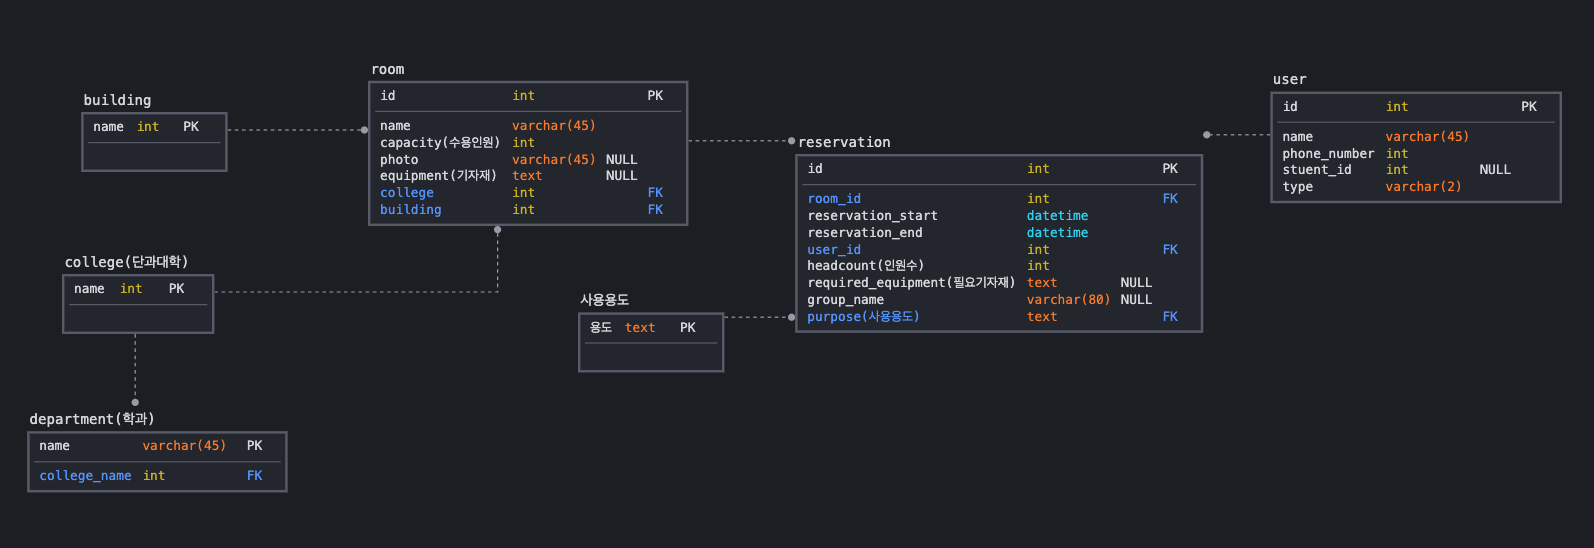 building
name int PK
room
id int PK
name varchar(45)
capacity(수용인원) int
photo varchar(45) NULL
equipment(기자재) text NULL
college int FK
building int FK
college(단과대학)
name int PK
department(학과)
name varchar(45) PK
college_name int FK
사용용도
용도 text PK
reservation
id int PK
room_id int FK
reservation_start datetime
reservation_end datetime
user_id int FK
headcount(인원수) int
required_equipment(필요기자재) text NULL
group_name varchar(80) NULL
purpose(사용용도) text FK
user
id int PK
name varchar(45)
phone_number int
stuent_id int NULL
type varchar(2)